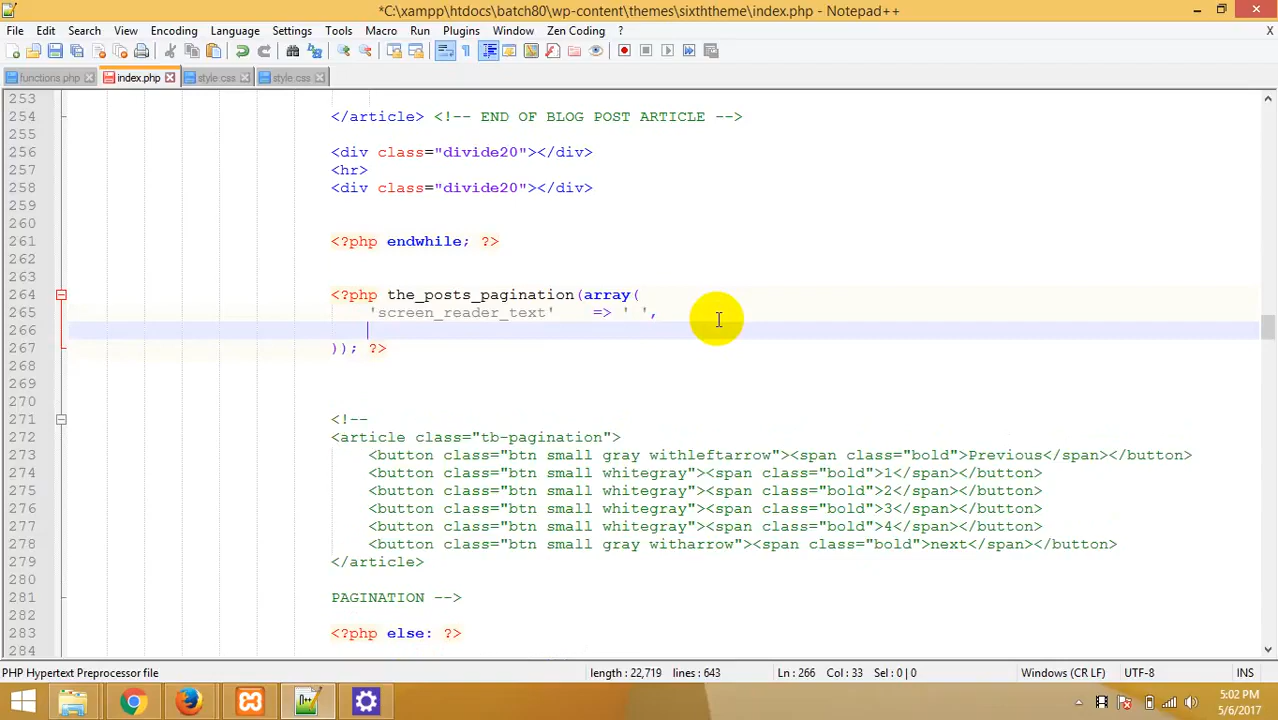 *C:\xampp\htdocs\batch80\wp-content\themes\sixththeme\index.php - Notepad++
File Edit Search View Encoding Language Settings Tools Macro Run Plugins Window Zen Coding ? X
functions.php index.php style.css style.css
253
254 </article> <!-- END OF BLOG POST ARTICLE -->
255
256 <div class="divide20"></div>
257 <hr>
258 <div class="divide20"></div>
259
260
261 <?php endwhile; ?>
262
263
264 <?php the_posts_pagination(array(
265 'screen_reader_text' => ' ',
266
267 )); ?>
268
269
270
271 <!--
272 <article class="tb-pagination">
273 <button class="btn small gray withleftarrow"><span class="bold">Previous</span></button>
274 <button class="btn small whitegray"><span class="bold">1</span></button>
275 <button class="btn small whitegray"><span class="bold">2</span></button>
276 <button class="btn small whitegray"><span class="bold">3</span></button>
277 <button class="btn small whitegray"><span class="bold">4</span></button>
278 <button class="btn small gray witharrow"><span class="bold">next</span></button>
279 </article>
280
281 PAGINATION -->
282
283 <?php else: ?>
284
PHP Hypertext Preprocessor file length : 22,719 lines : 643 Ln : 266 Col : 33 Sel : 0 | 0 Windows (CR LF) UTF-8 INS
5:02 PM
5/6/2017